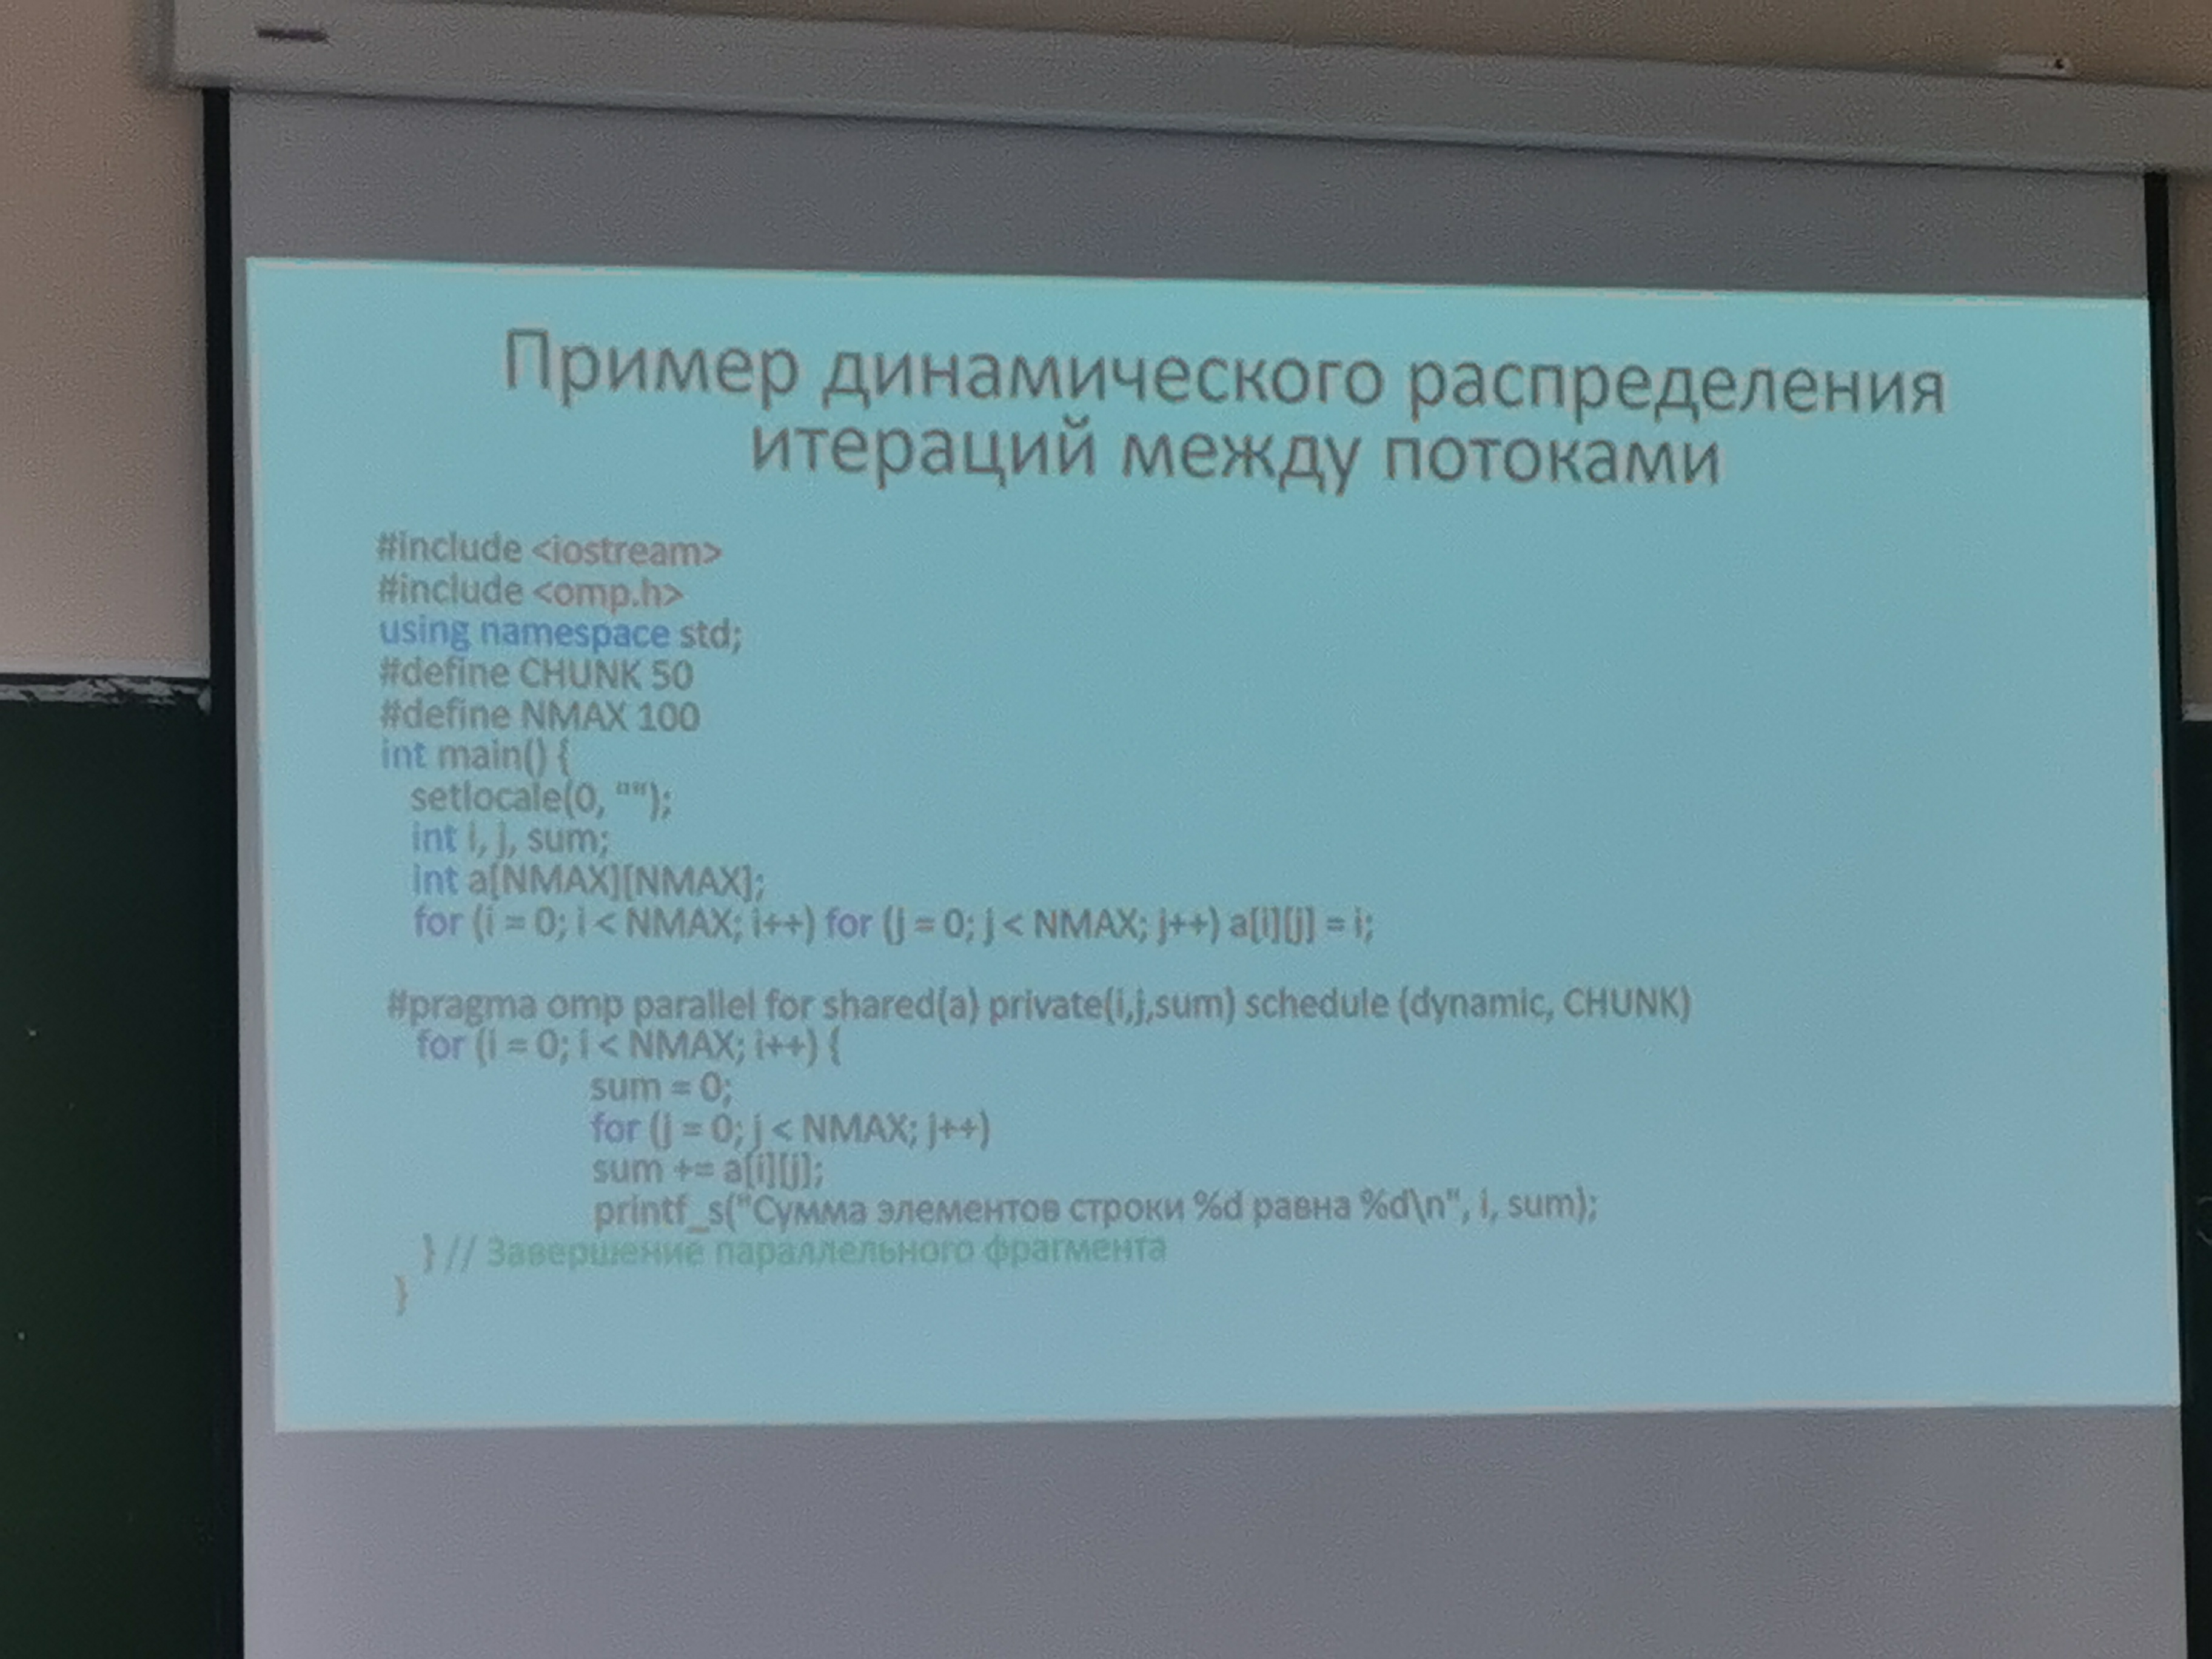 Пример динамического распределения
итераций между потоками
#include <iostream>
#include <omp.h>
using namespace std;
#define CHUNK 50
#define NMAX 100
int main() {
setlocale(0, "");
int i, j, sum;
int a[NMAX][NMAX];
for (i = 0; i < NMAX; i++) for (j = 0; j < NMAX; j++) a[i][j] = i;
#pragma omp parallel for shared(a) private(i,j,sum) schedule (dynamic, CHUNK)
for (i = 0; i < NMAX; i++) {
sum = 0;
for (j = 0; j < NMAX; j++)
sum += a[i][j];
printf_s("Сумма элементов строки %d равна %d\n", i, sum);
} // Завершение параллельного фрагмента
}